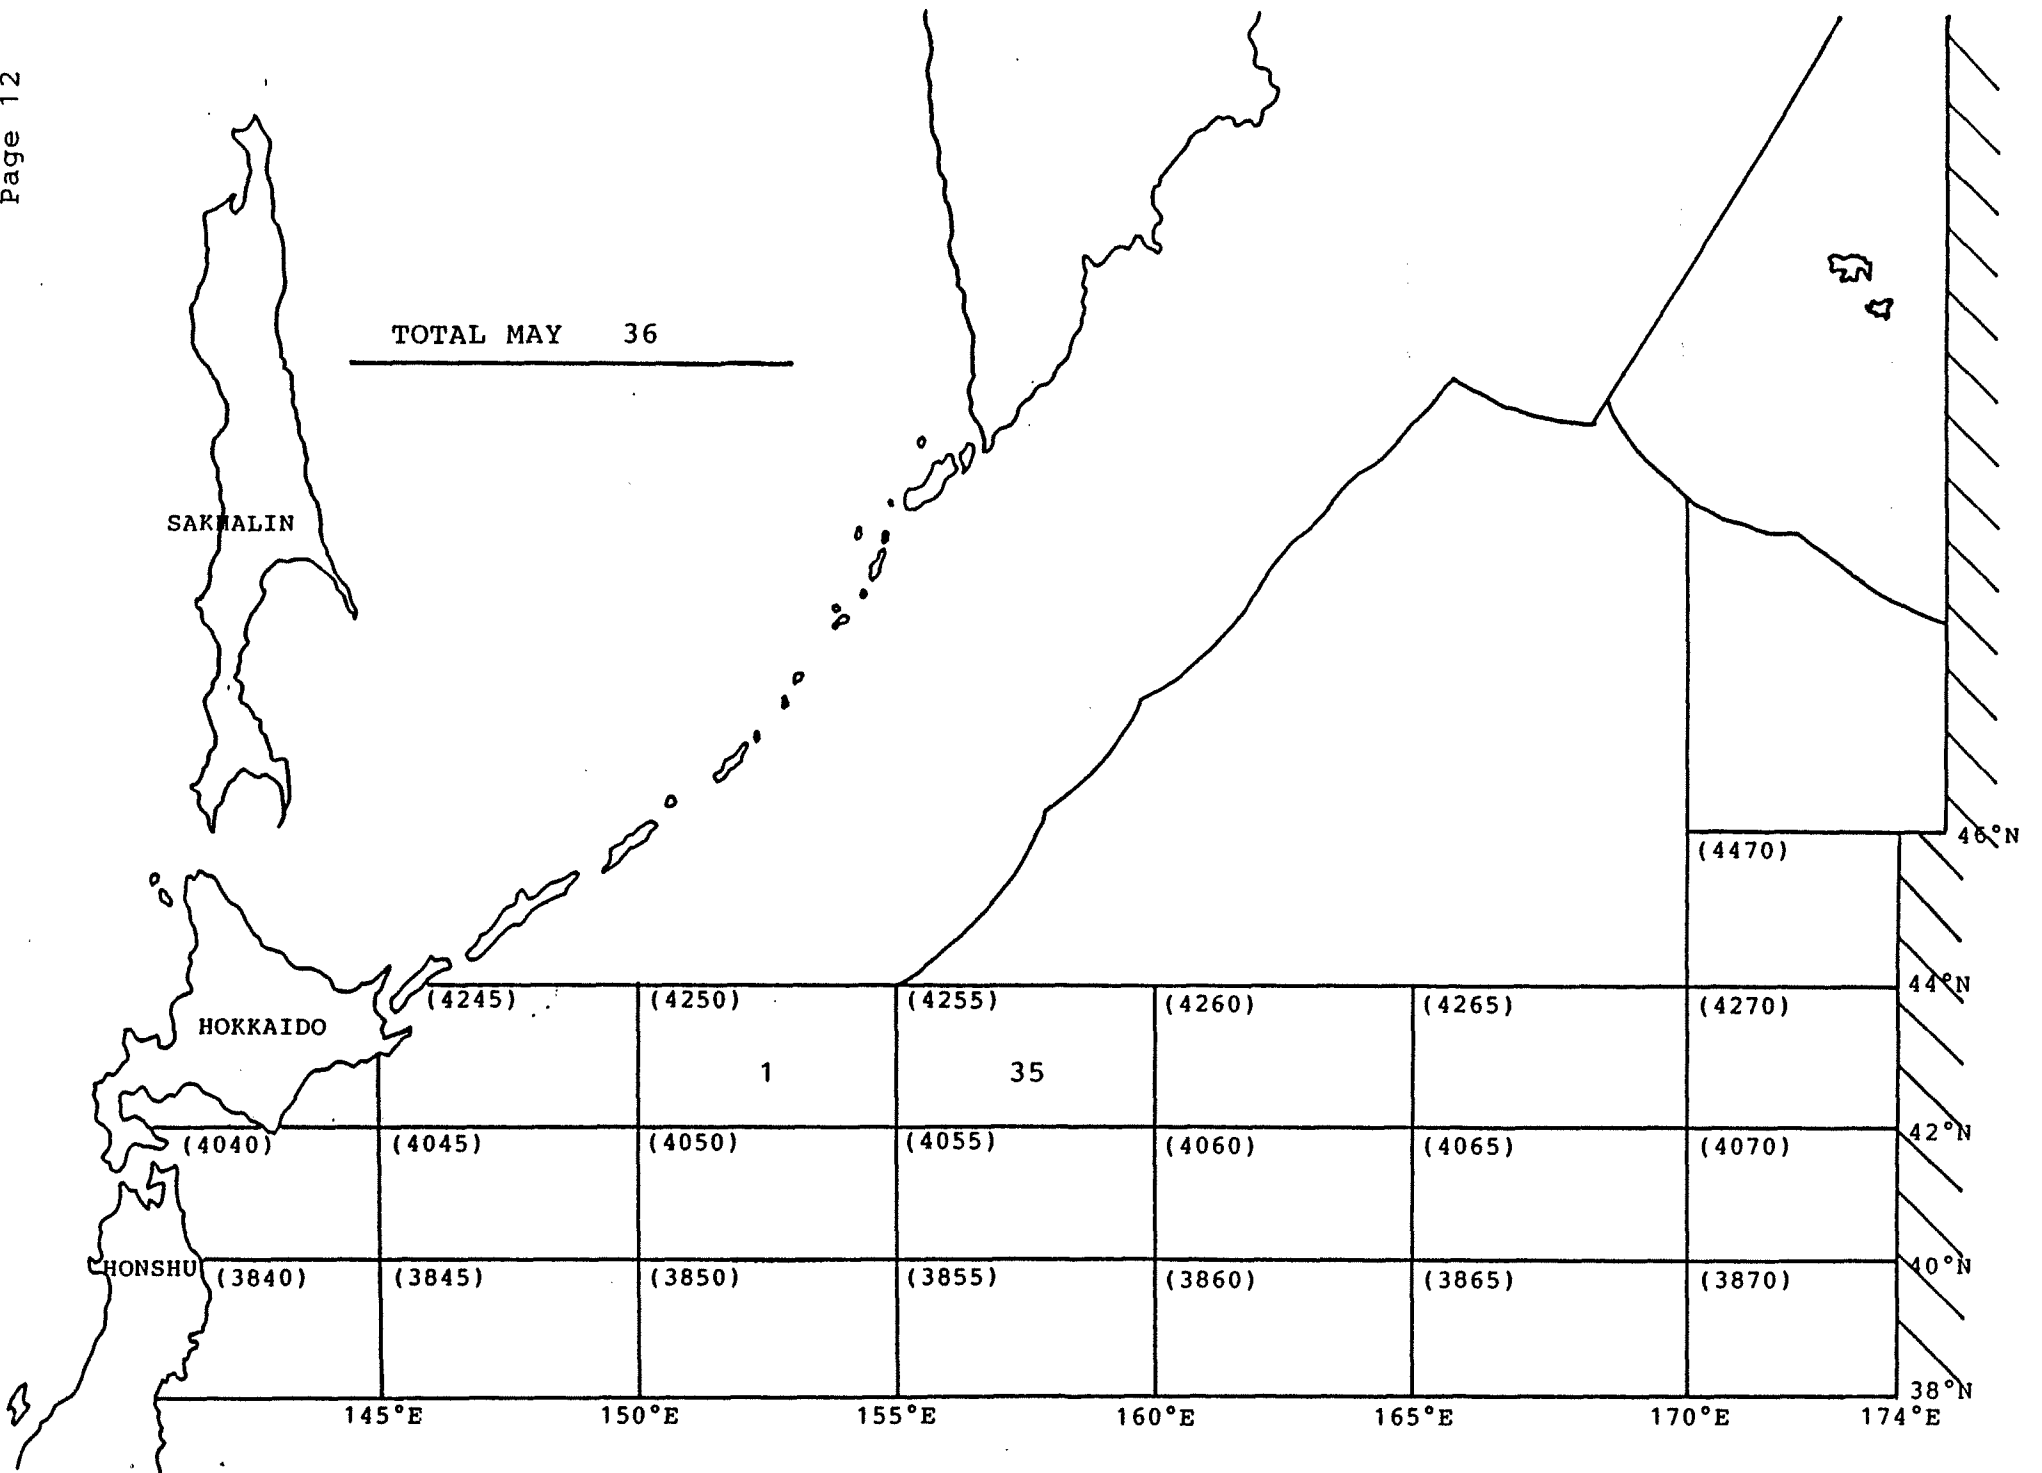 Page 12
TOTAL MAY 36
SAKHALIN
46°N
(4470)
44°N
(4245) (4250) (4255) (4260) (4265) (4270)
HOKKAIDO
1 35
42°N
(4040) (4045) (4050) (4055) (4060) (4065) (4070)
40°N
HONSHU (3840) (3845) (3850) (3855) (3860) (3865) (3870)
38°N
145°E 150°E 155°E 160°E 165°E 170°E 174°E